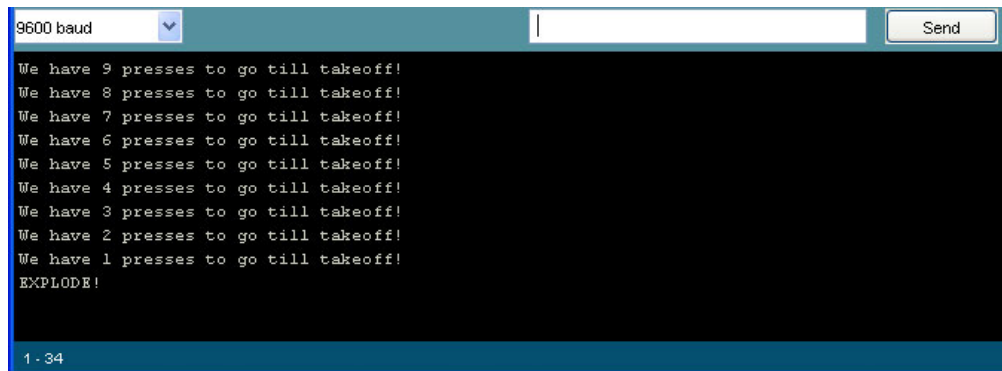 9600 baud
Send
We have 9 presses to go till takeoff!
We have 8 presses to go till takeoff!
We have 7 presses to go till takeoff!
We have 6 presses to go till takeoff!
We have 5 presses to go till takeoff!
We have 4 presses to go till takeoff!
We have 3 presses to go till takeoff!
We have 2 presses to go till takeoff!
We have 1 presses to go till takeoff!
EXPLODE!
1 - 34